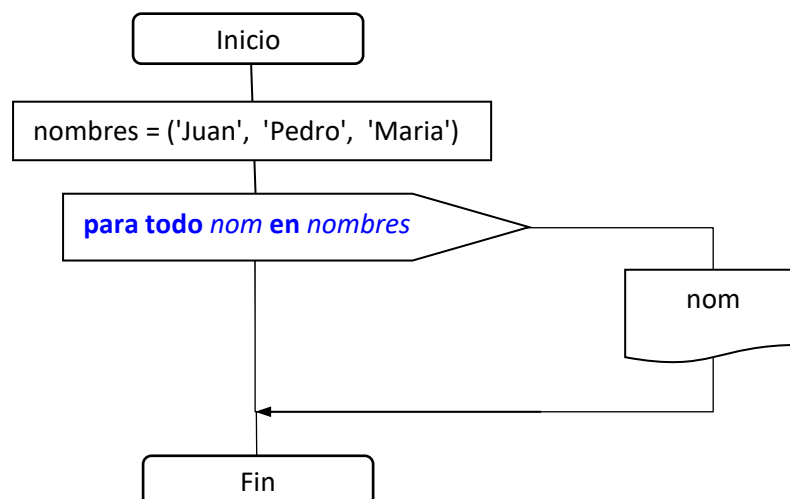 Inicio
nombres = ('Juan', 'Pedro', 'Maria')
para todo nom en nombres
nom
Fin